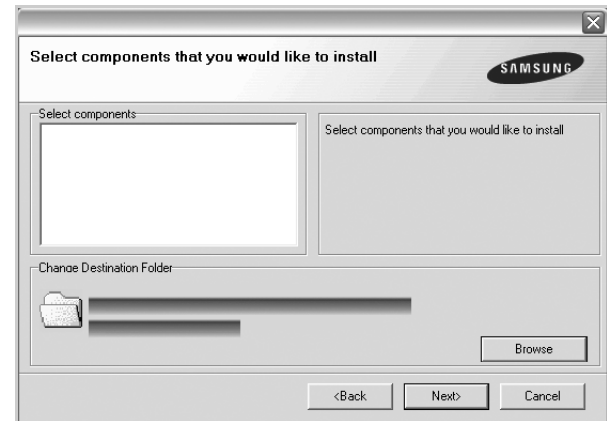 Select components that you would like to install
SAMSUNG
Select components
Select components that you would like to install
Change Destination Folder
Browse
<Back
Next>
Cancel